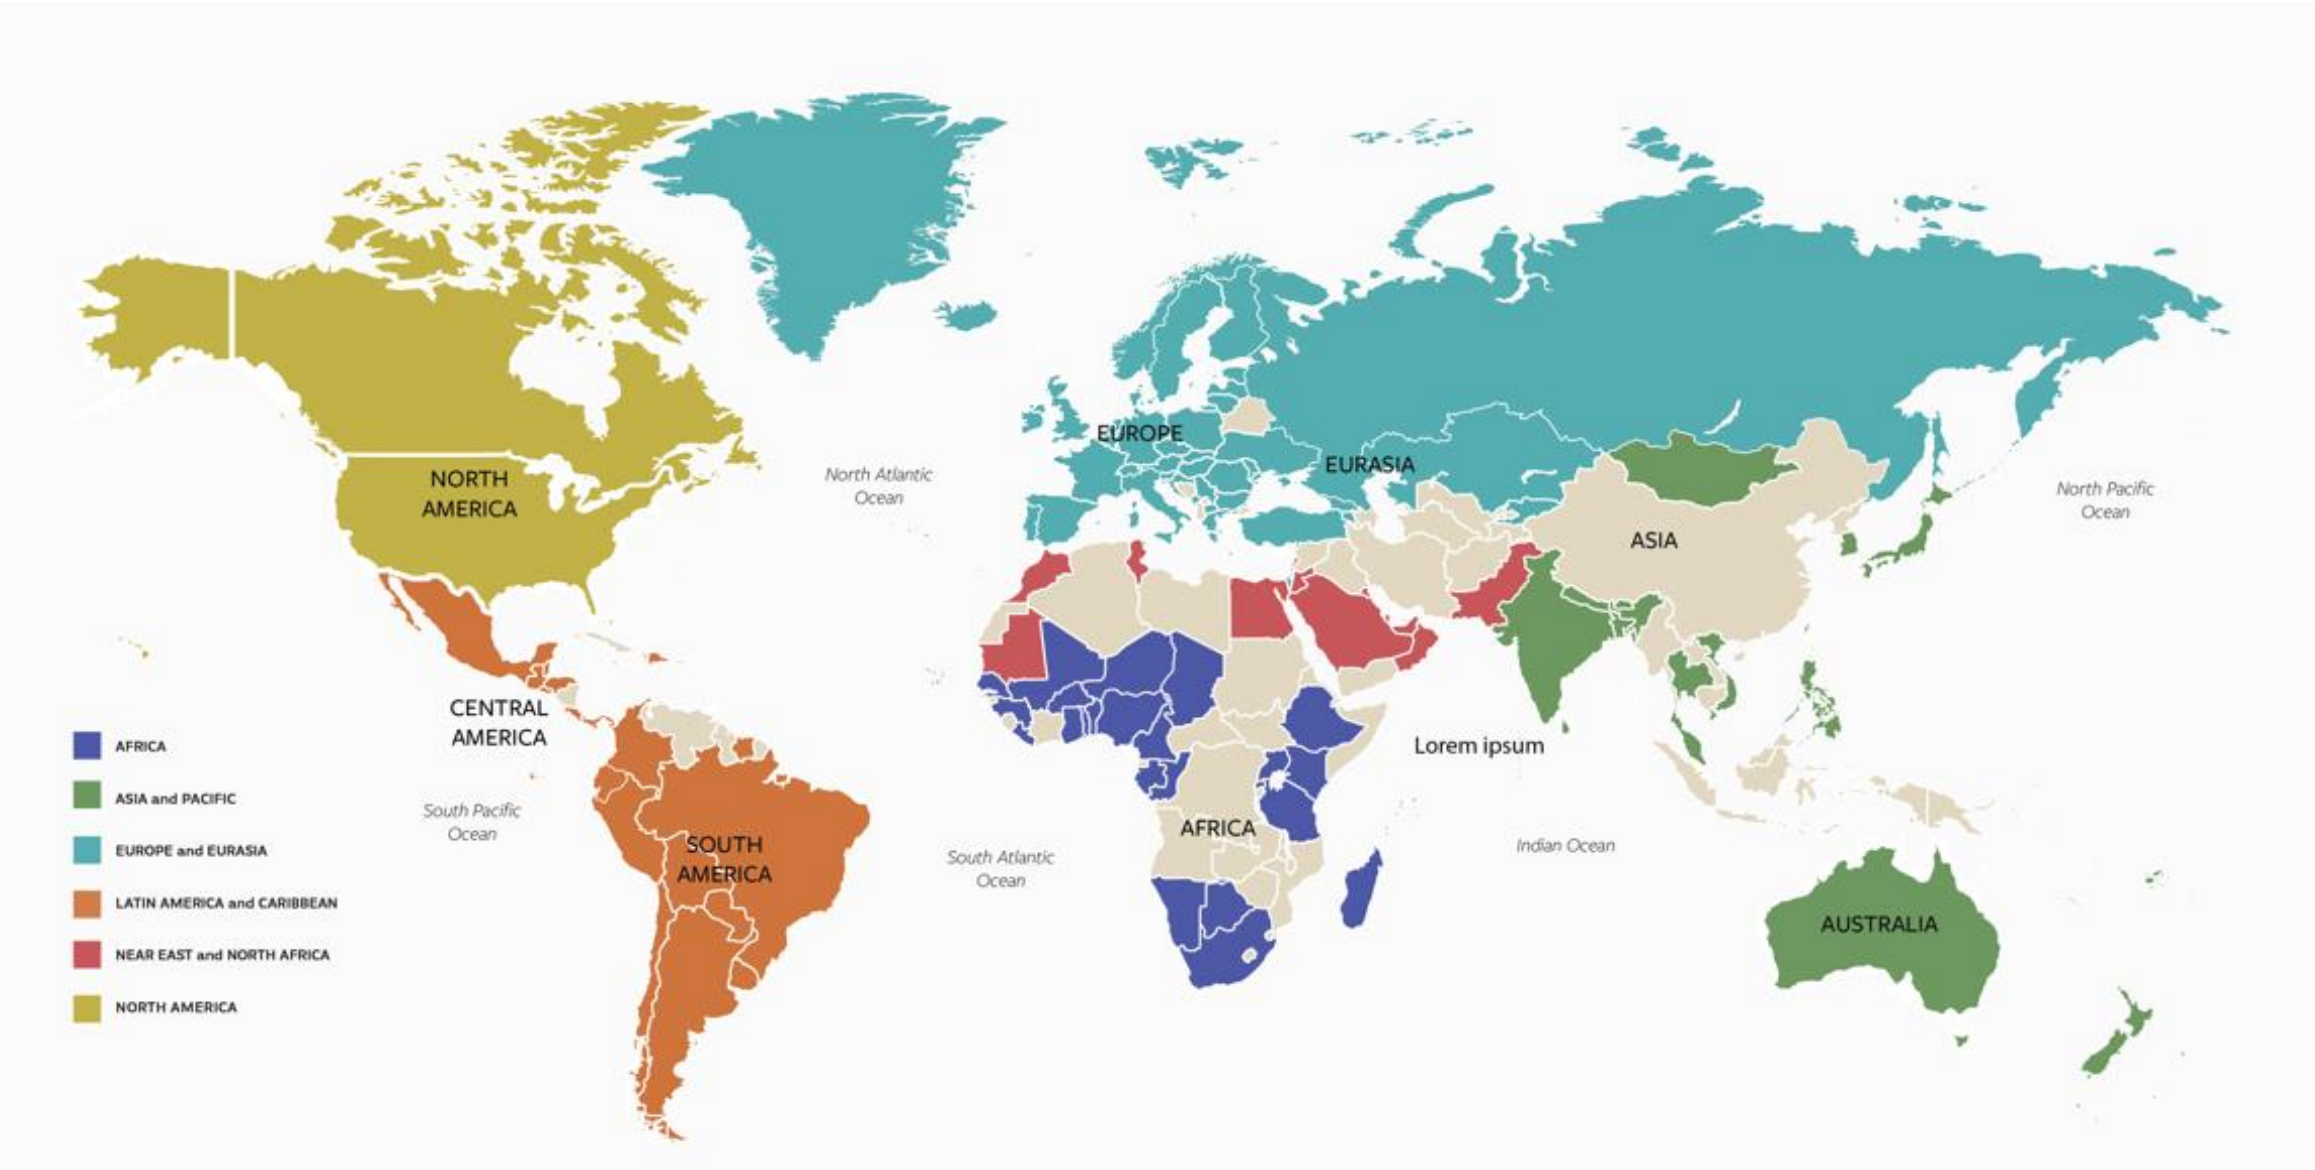 EUROPE
EURASIA
NORTH
AMERICA
North Atlantic
Ocean
North Pacific
Ocean
ASIA
CENTRAL
AMERICA
Lorem ipsum
South Pacific
Ocean
SOUTH
AMERICA
AFRICA
South Atlantic
Ocean
Indian Ocean
AUSTRALIA
AFRICA
ASIA and PACIFIC
EUROPE and EURASIA
LATIN AMERICA and CARIBBEAN
NEAR EAST and NORTH AFRICA
NORTH AMERICA